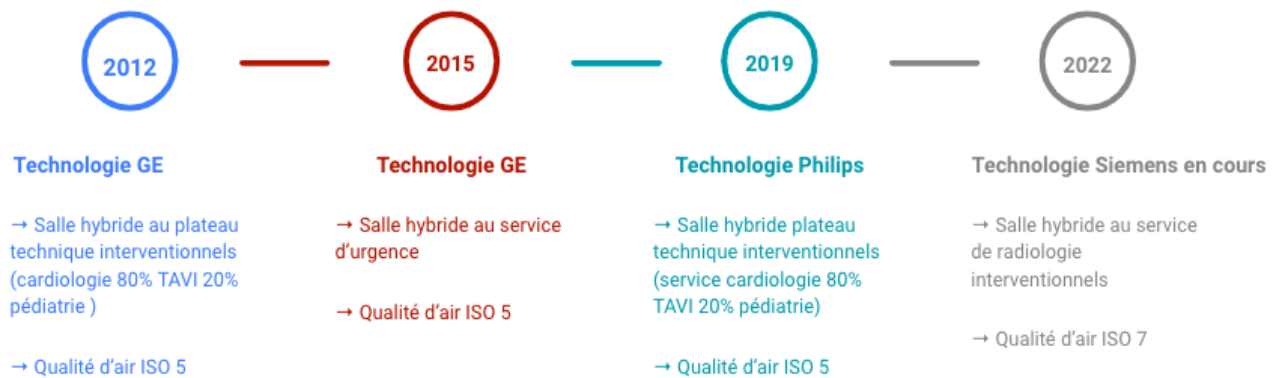 2012
2015
2019
2022
Technologie GE
→ Salle hybride au plateau
technique interventionnels
(cardiologie 80% TAVI 20%
pédiatrie )
→ Qualité d'air ISO 5
Technologie GE
→ Salle hybride au service
d'urgence
→ Qualité d'air ISO 5
Technologie Philips
→ Salle hybride plateau
technique interventionnels
(service cardiologie 80%
TAVI 20% pédiatrie)
→ Qualité d'air ISO 5
Technologie Siemens en cours
→ Salle hybride au service
de radiologie
interventionnels
→ Qualité d'air ISO 7